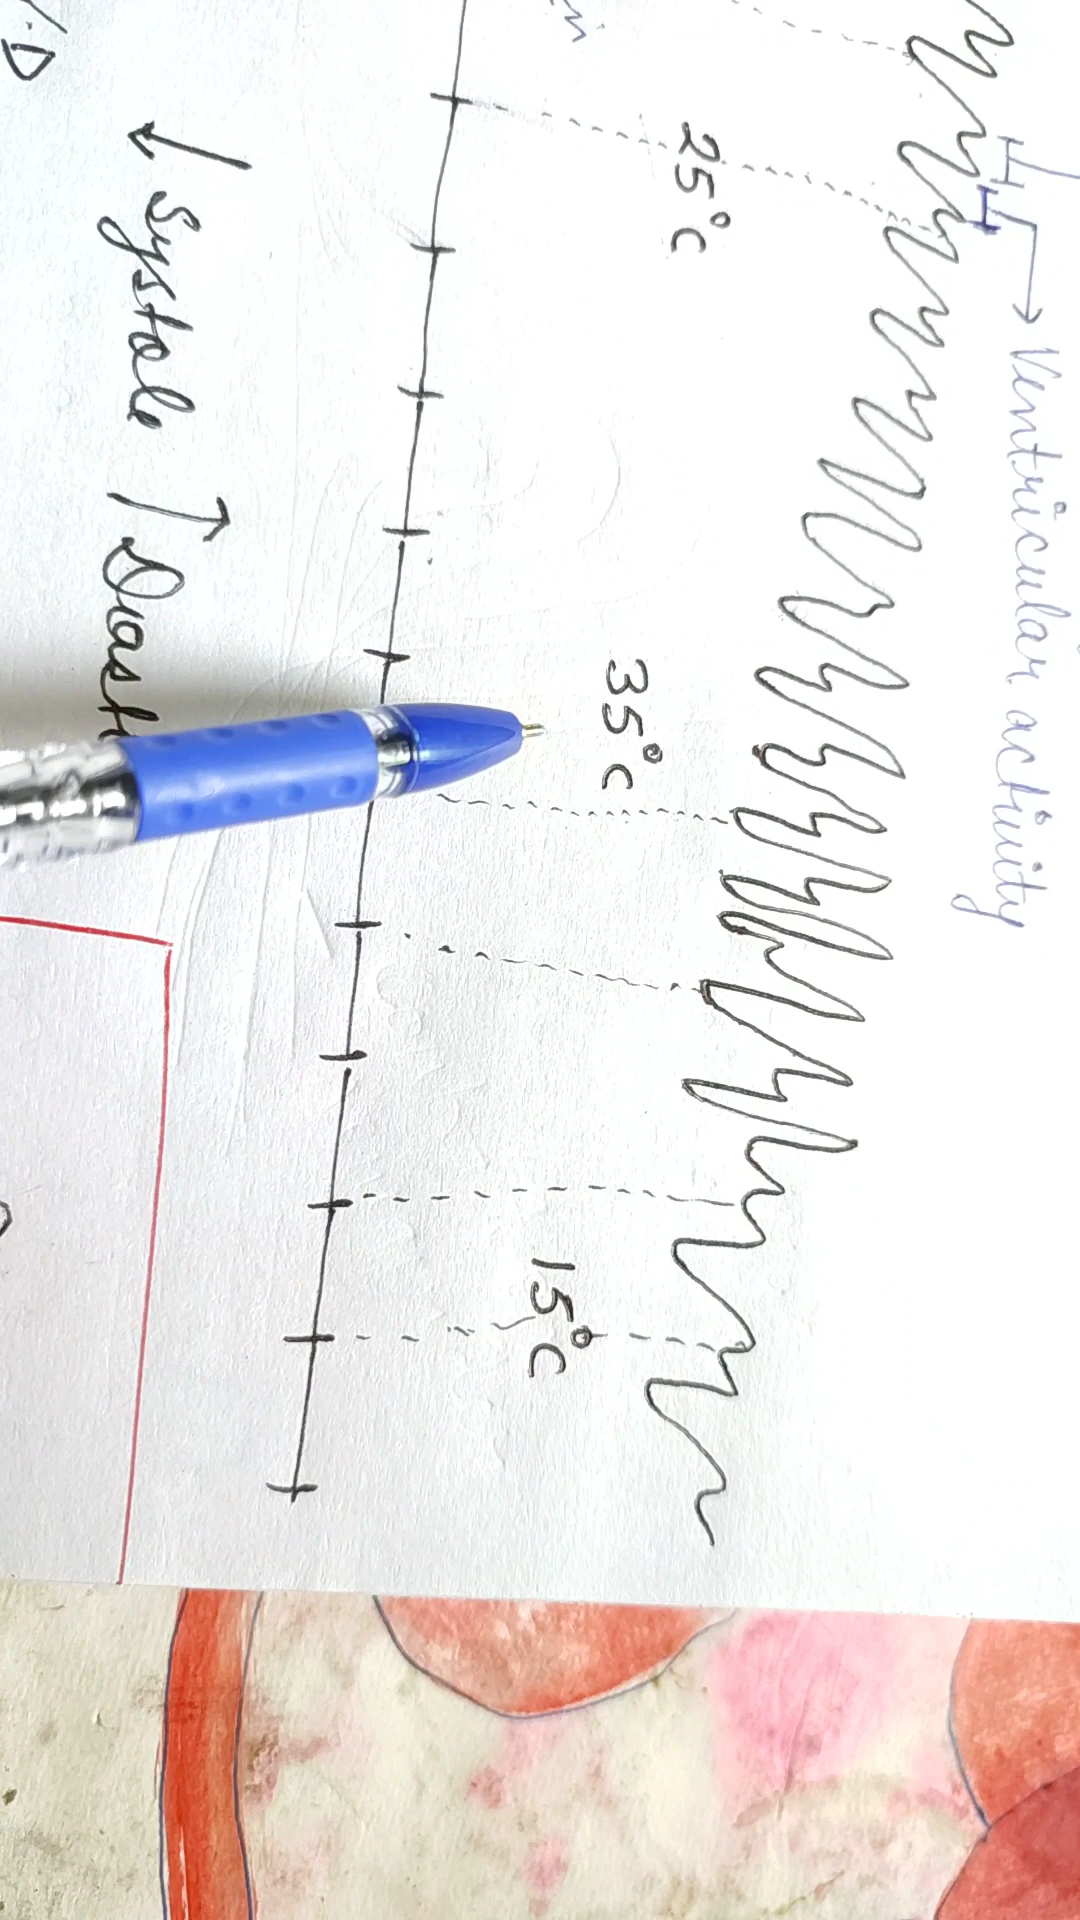 Ventricular activity
25°C
35°C
15°C
↓ Systole ↑ Diast